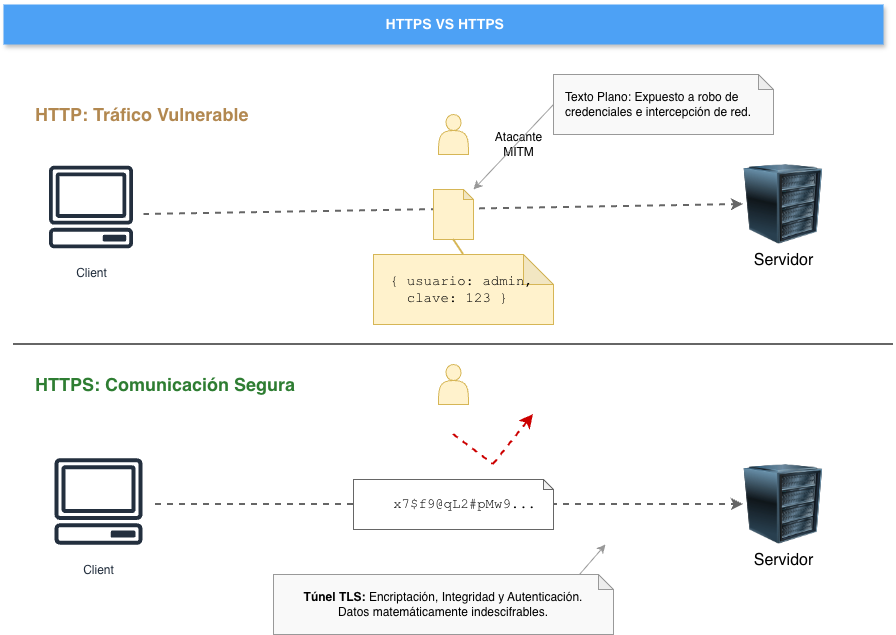 HTTPS VS HTTPS
HTTP: Tráfico Vulnerable
Texto Plano: Expuesto a robo de
credenciales e intercepción de red.
Atacante
MITM
Client
Servidor
{ usuario: admin,
clave: 123 }
HTTPS: Comunicación Segura
x7$f9@qL2#pMw9...
Client
Servidor
Túnel TLS: Encriptación, Integridad y Autenticación.
Datos matemáticamente indescifrables.